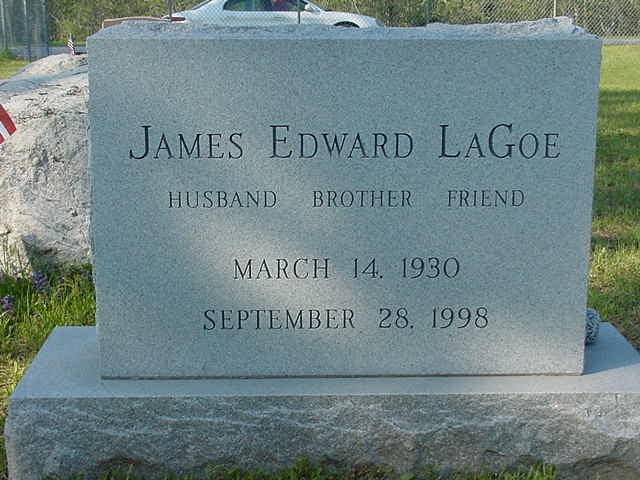 James Edward LaGoe
HUSBAND BROTHER FRIEND
MARCH 14, 1930
SEPTEMBER 28, 1998